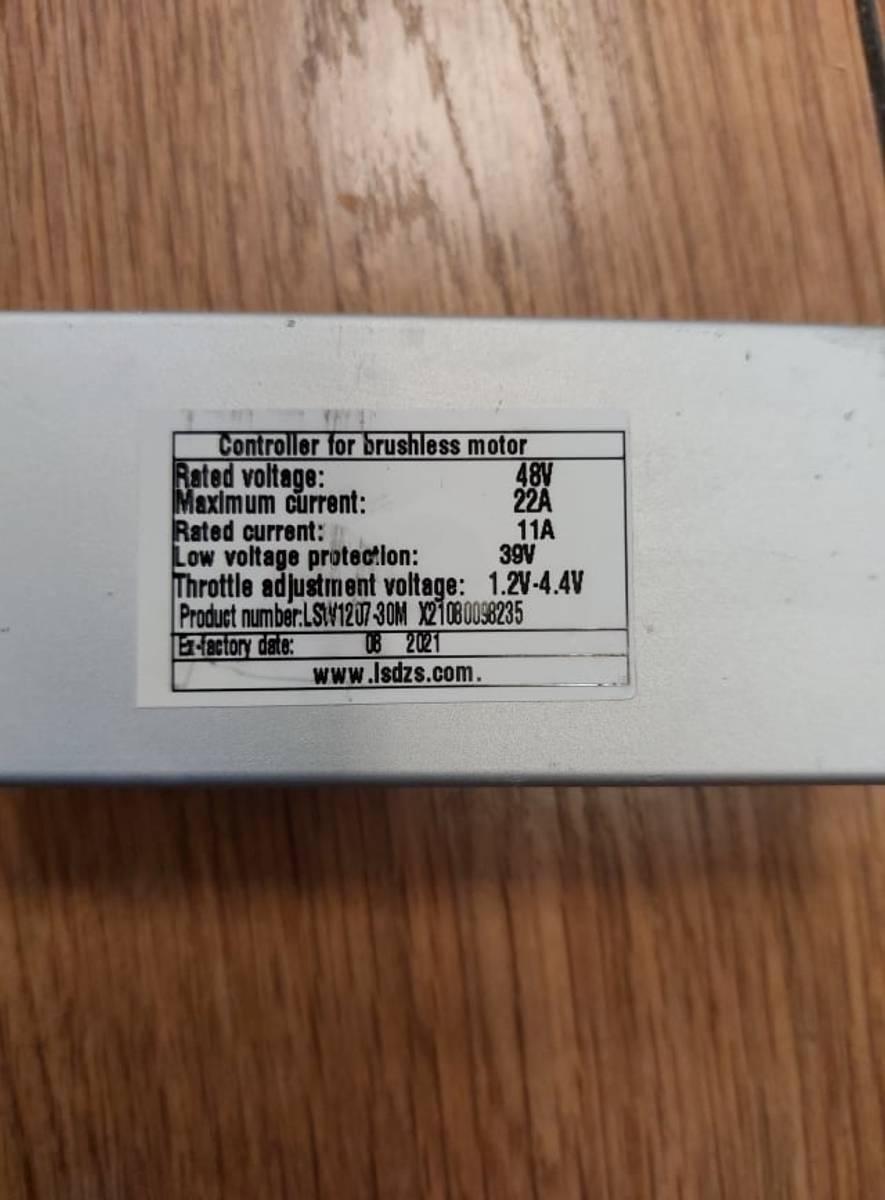 Controller for brushless motor
Rated voltage: 48V
Maximum current: 22A
Rated current: 11A
Low voltage protection: 39V
Throttle adjustment voltage: 1.2V-4.4V
Product number:LSW1207-30M X21080098235
Ex-factory date: 08 2021
www.lsdzs.com.